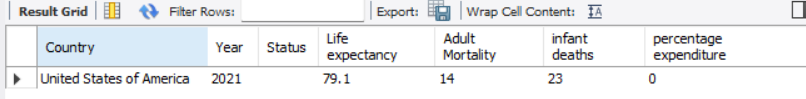 Result Grid Filter Rows: Export: Wrap Cell Content: IA
Country Year Status Life expectancy Adult Mortality infant deaths percentage expenditure
United States of America 2021 79.1 14 23 0